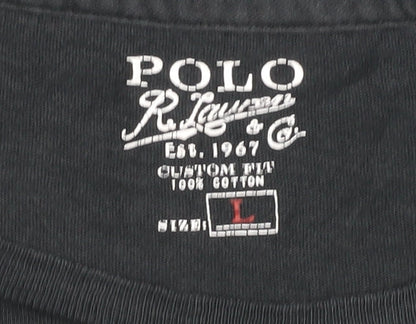 POLO
R. Lauren
& Co.
EST. 1967
CUSTOM FIT
100% COTTON
SIZE: L